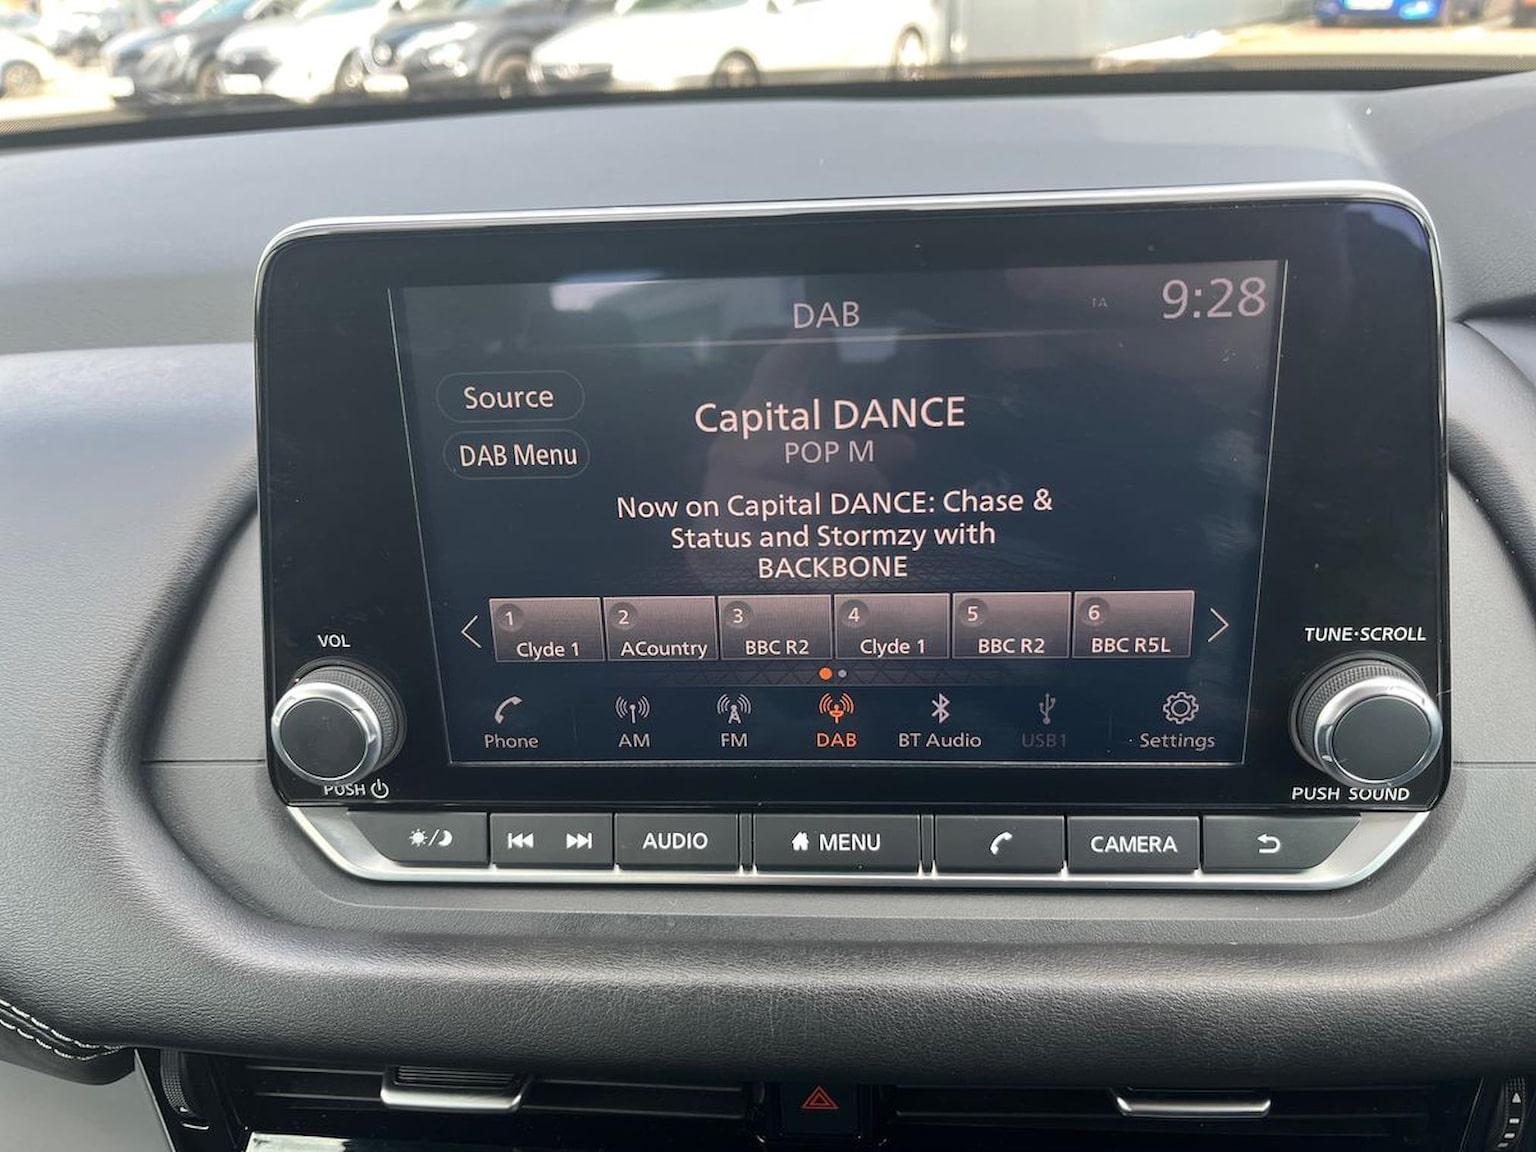 DAB
TA
9:28
Source
DAB Menu
Capital DANCE
POP M
Now on Capital DANCE: Chase &
Status and Stormzy with
BACKBONE
1 Clyde 1
2 ACountry
3 BBC R2
4 Clyde 1
5 BBC R2
6 BBC R5L
Phone
AM
FM
DAB
BT Audio
USB1
Settings
VOL
PUSH
TUNE·SCROLL
PUSH SOUND
AUDIO
MENU
CAMERA